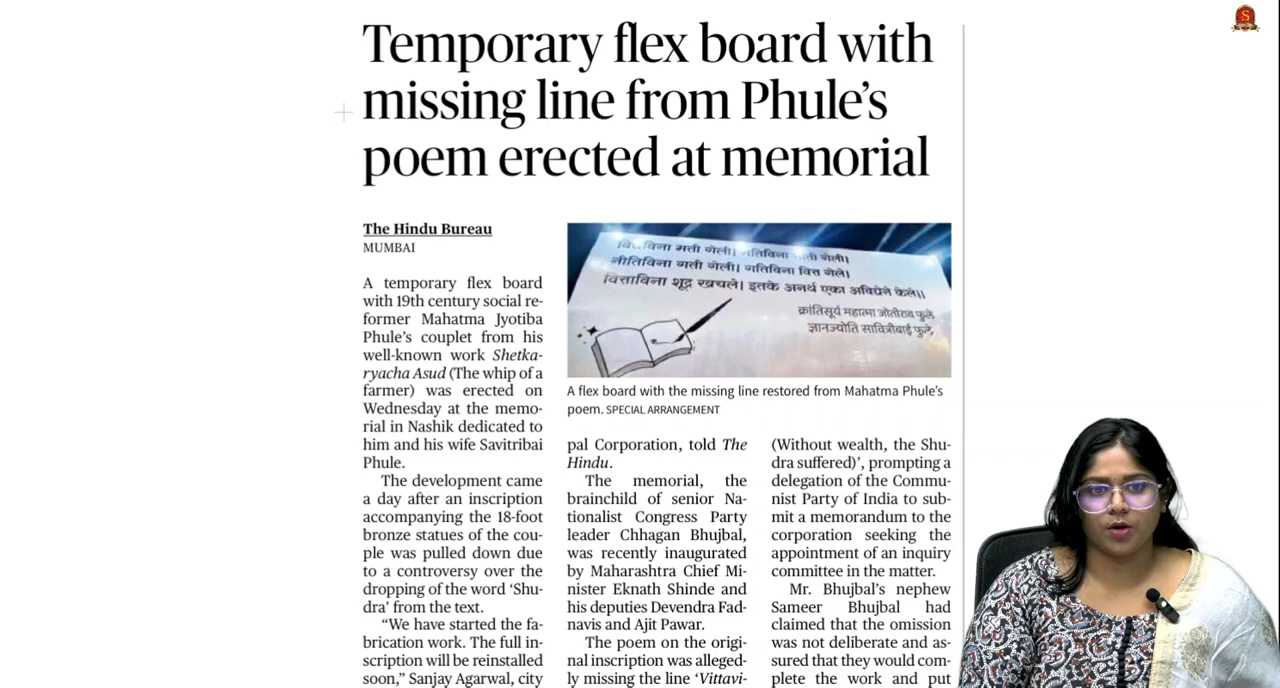 Temporary flex board with
missing line from Phule’s
poem erected at memorial
The Hindu Bureau
MUMBAI
A temporary flex board
with 19th century social re-
former Mahatma Jyotiba
Phule’s couplet from his
well-known work Shetka-
ryacha Asud (The whip of a
farmer) was erected on
Wednesday at the memo-
rial in Nashik dedicated to
him and his wife Savitribai
Phule.
The development came
a day after an inscription
accompanying the 18-foot
bronze statues of the cou-
ple was pulled down due
to a controversy over the
dropping of the word ‘Shu-
dra’ from the text.
“We have started the fa-
brication work. The full in-
scription will be reinstalled
soon,” Sanjay Agarwal, city
मती गेली।
नीतिविना गती गेली। गतिविना वित्त गेले।
वित्ताविना शूद्र खचले। इतके अनर्थ एका अविद्येने केले॥
क्रांतिसूर्य महात्मा जोतीराव फुले
ज्ञानज्योति सावित्रीबाई फुले,
A flex board with the missing line restored from Mahatma Phule’s
poem. SPECIAL ARRANGEMENT
pal Corporation, told The
Hindu.
The memorial, the
brainchild of senior Na-
tionalist Congress Party
leader Chhagan Bhujbal,
was recently inaugurated
by Maharashtra Chief Mi-
nister Eknath Shinde and
his deputies Devendra Fad-
navis and Ajit Pawar.
The poem on the origi-
nal inscription was alleged-
ly missing the line ‘Vittavi-
(Without wealth, the Shu-
dra suffered)’, prompting a
delegation of the Commu-
nist Party of India to sub-
mit a memorandum to the
corporation seeking the
appointment of an inquiry
committee in the matter.
Mr. Bhujbal’s nephew
Sameer Bhujbal had
claimed that the omission
was not deliberate and as-
sured that they would com-
plete the work and put